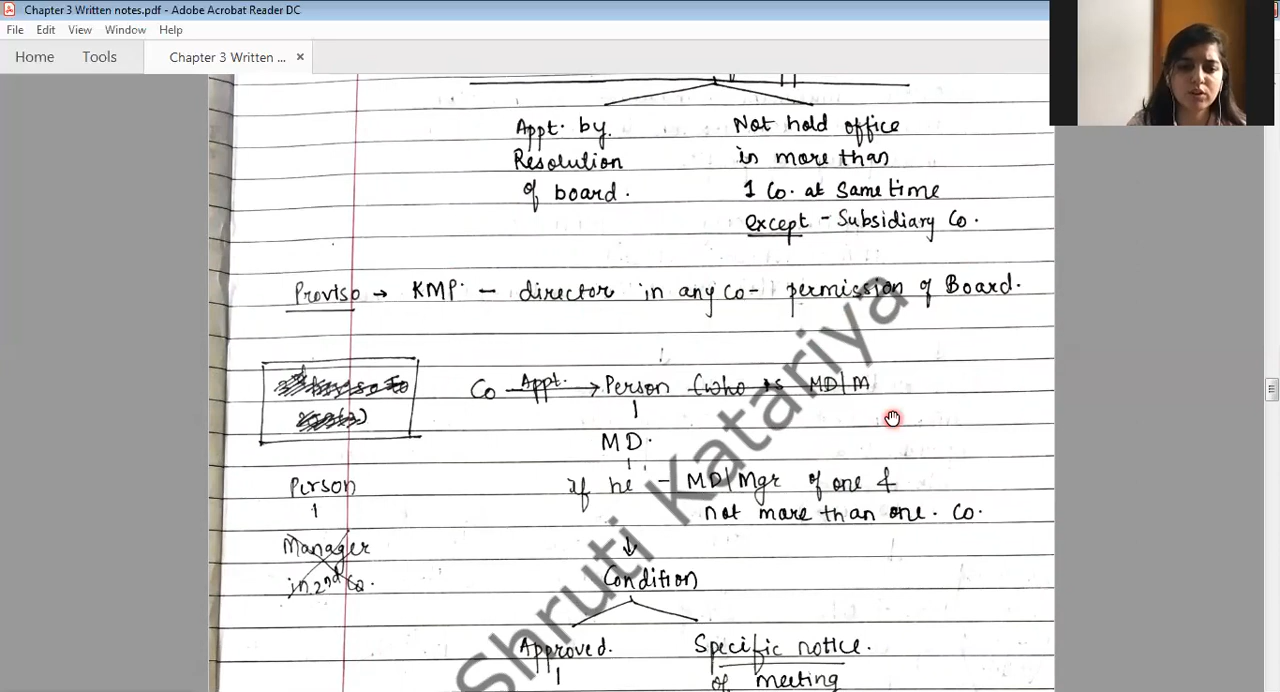 Chapter 3 Written notes.pdf - Adobe Acrobat Reader DC
File Edit View Window Help
Home Tools Chapter 3 Written ... ×
Appt. by
Resolution
of board.
Not hold office
in more than
1 Co. at same time
except - Subsidiary Co.
Proviso → KMP - director in any co - permission of Board.
Co Appt. → Person (who is MD/M
MD.
if he - MD/Mgr of one &
not more than one. Co.
Person
Manager
in 2nd Co.
Condition
Approved.
Specific notice.
of meeting
Shruti Katariya